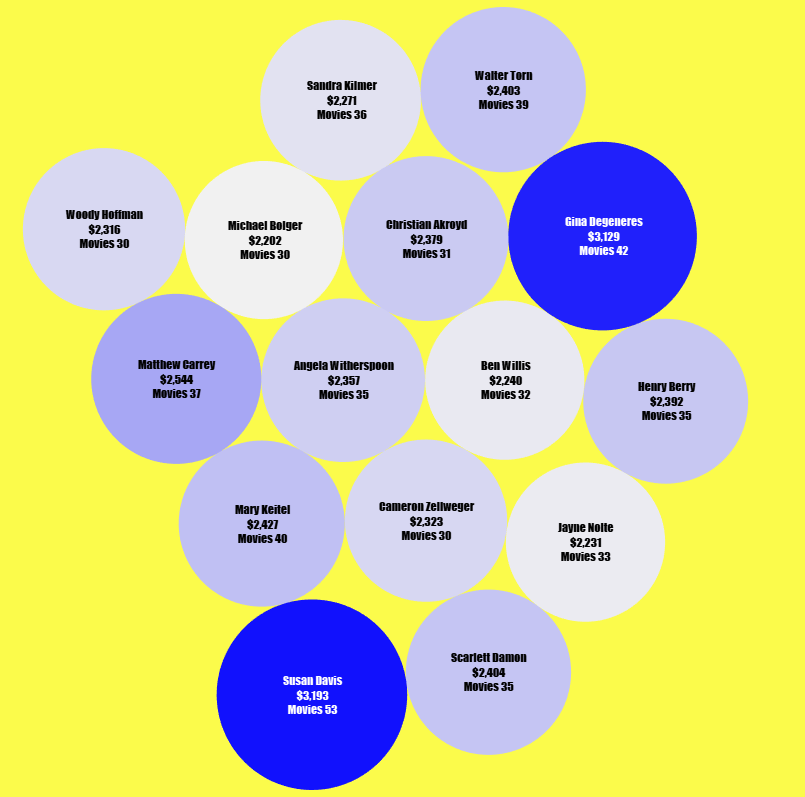 Sandra Kilmer
$2,271
Movies 36
Walter Torn
$2,403
Movies 39
Woody Hoffman
$2,316
Movies 30
Michael Bolger
$2,202
Movies 30
Christian Akroyd
$2,379
Movies 31
Gina Degeneres
$3,129
Movies 42
Matthew Carrey
$2,544
Movies 37
Angela Witherspoon
$2,357
Movies 35
Ben Willis
$2,240
Movies 32
Henry Berry
$2,392
Movies 35
Mary Keitel
$2,427
Movies 40
Cameron Zellweger
$2,323
Movies 30
Jayne Nolte
$2,231
Movies 33
Susan Davis
$3,193
Movies 53
Scarlett Damon
$2,404
Movies 35